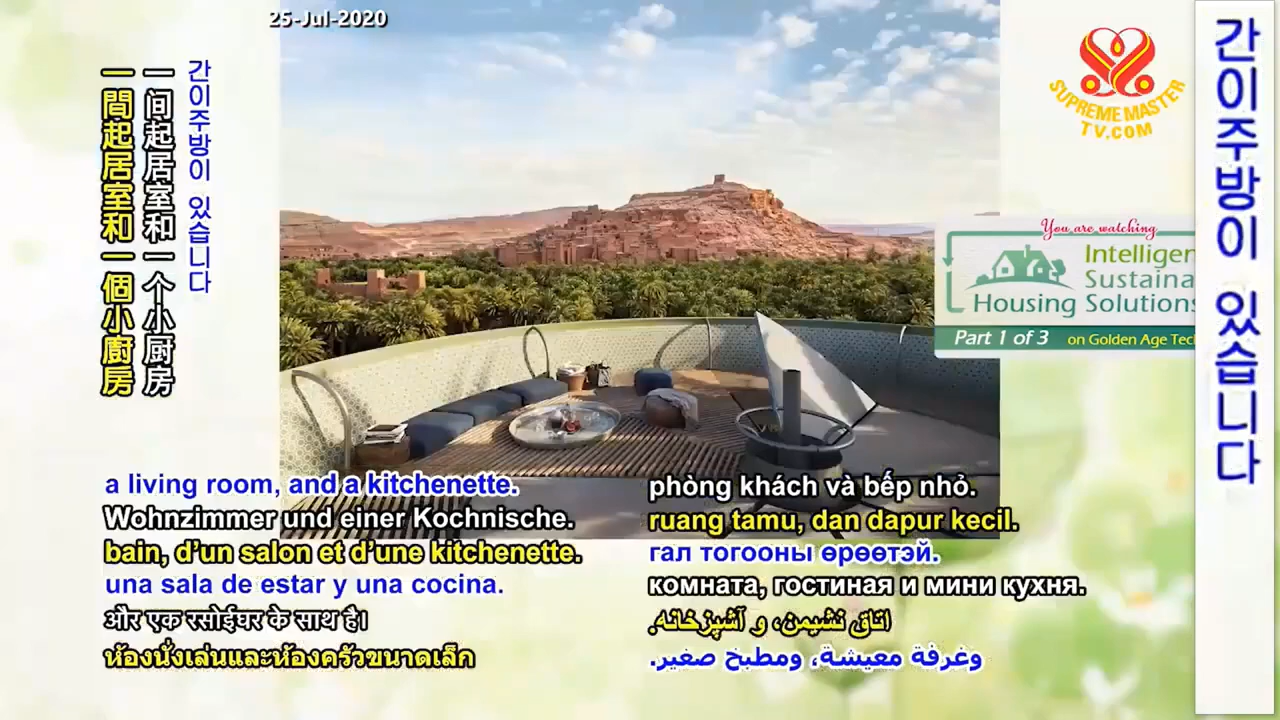 25-Jul-2020
一間起居室和一個小廚房
一间起居室和一个小厨房
간이주방이 있습니다
SUPREME MASTER
TV.COM
You are watching
Intelligen
Sustaina
Housing Solutions
Part 1 of 3 on Golden Age Tec
간이주방이 있습니다
a living room, and a kitchenette.
Wohnzimmer und einer Kochnische.
bain, d’un salon et d’une kitchenette.
una sala de estar y una cocina.
और एक रसोईघर के साथ है।
ห้องนั่งเล่นและห้องครัวขนาดเล็ก
phòng khách và bếp nhỏ.
ruang tamu, dan dapur kecil.
гал тогооны өрөөтэй.
комната, гостиная и мини кухня.
اتاق نشیمن، و آشپزخانه.
وغرفة معيشة، ومطبخ صغير.